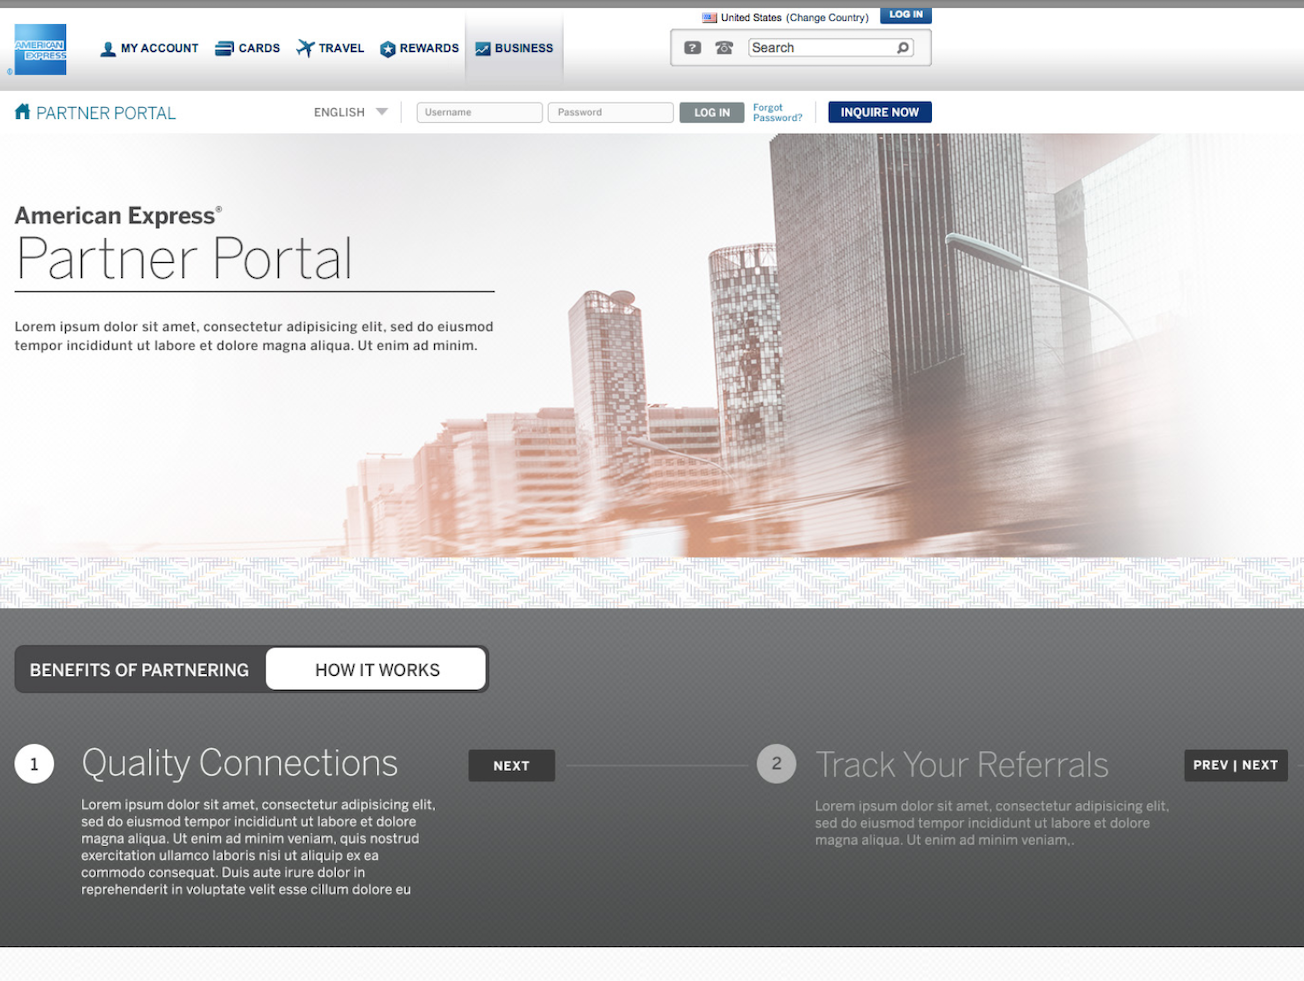 United States (Change Country)
LOG IN
AMERICAN
EXPRESS
®
MY ACCOUNT
CARDS
TRAVEL
REWARDS
BUSINESS
?
Search
PARTNER PORTAL
ENGLISH
Username
Password
LOG IN
Forgot
Password?
INQUIRE NOW
American Express®
Partner Portal
Lorem ipsum dolor sit amet, consectetur adipisicing elit, sed do eiusmod
tempor incididunt ut labore et dolore magna aliqua. Ut enim ad minim.
BENEFITS OF PARTNERING
HOW IT WORKS
1
Quality Connections
NEXT
Lorem ipsum dolor sit amet, consectetur adipisicing elit,
sed do eiusmod tempor incididunt ut labore et dolore
magna aliqua. Ut enim ad minim veniam, quis nostrud
exercitation ullamco laboris nisi ut aliquip ex ea
commodo consequat. Duis aute irure dolor in
reprehenderit in voluptate velit esse cillum dolore eu
2
Track Your Referrals
PREV | NEXT
Lorem ipsum dolor sit amet, consectetur adipisicing elit,
sed do eiusmod tempor incididunt ut labore et dolore
magna aliqua. Ut enim ad minim veniam,.